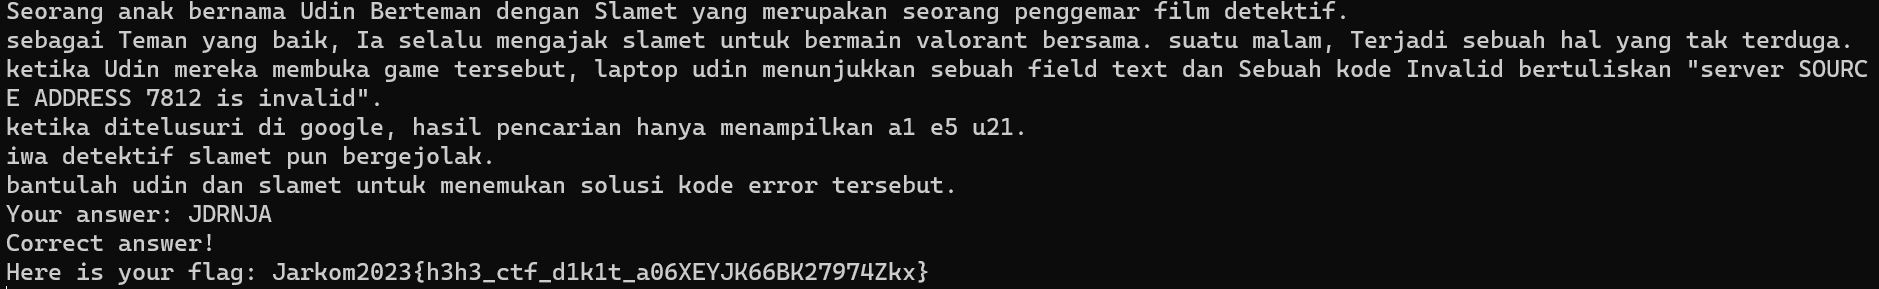 Seorang anak bernama Udin Berteman dengan Slamet yang merupakan seorang penggemar film detektif.
sebagai Teman yang baik, Ia selalu mengajak slamet untuk bermain valorant bersama. suatu malam, Terjadi sebuah hal yang tak terduga.
ketika Udin mereka membuka game tersebut, laptop udin menunjukkan sebuah field text dan Sebuah kode Invalid bertuliskan "server SOURC
E ADDRESS 7812 is invalid".
ketika ditelusuri di google, hasil pencarian hanya menampilkan a1 e5 u21.
iwa detektif slamet pun bergejolak.
bantulah udin dan slamet untuk menemukan solusi kode error tersebut.
Your answer: JDRNJA
Correct answer!
Here is your flag: Jarkom2023{h3h3_ctf_d1k1t_a06XEYJK66BK27974Zkx}